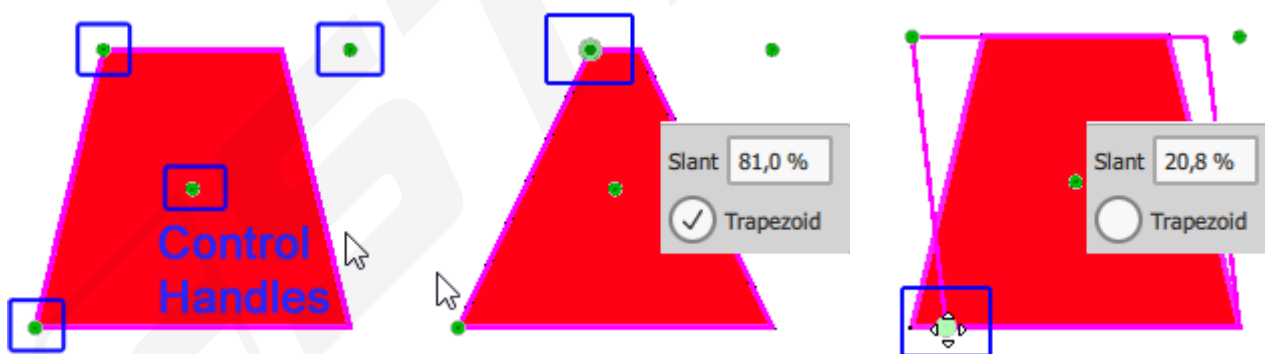 Control
Handles
Slant 81,0 %
Trapezoid
Slant 20,8 %
Trapezoid